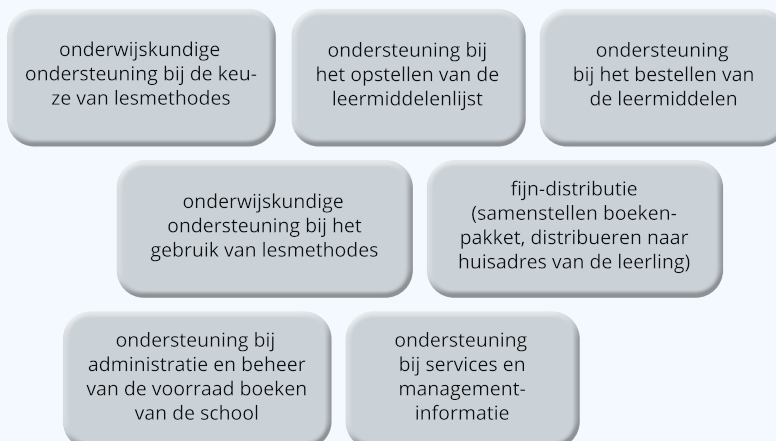 onderwijskundige
ondersteuning bij de keu-
ze van lesmethodes
ondersteuning bij
het opstellen van de
leermiddelenlijst
ondersteuning
bij het bestellen van
de leermiddelen
onderwijskundige
ondersteuning bij het
gebruik van lesmethodes
fijn-distributie
(samenstellen boeken-
pakket, distribueren naar
huisadres van de leerling)
ondersteuning bij
administratie en beheer
van de voorraad boeken
van de school
ondersteuning
bij services en
management-
informatie